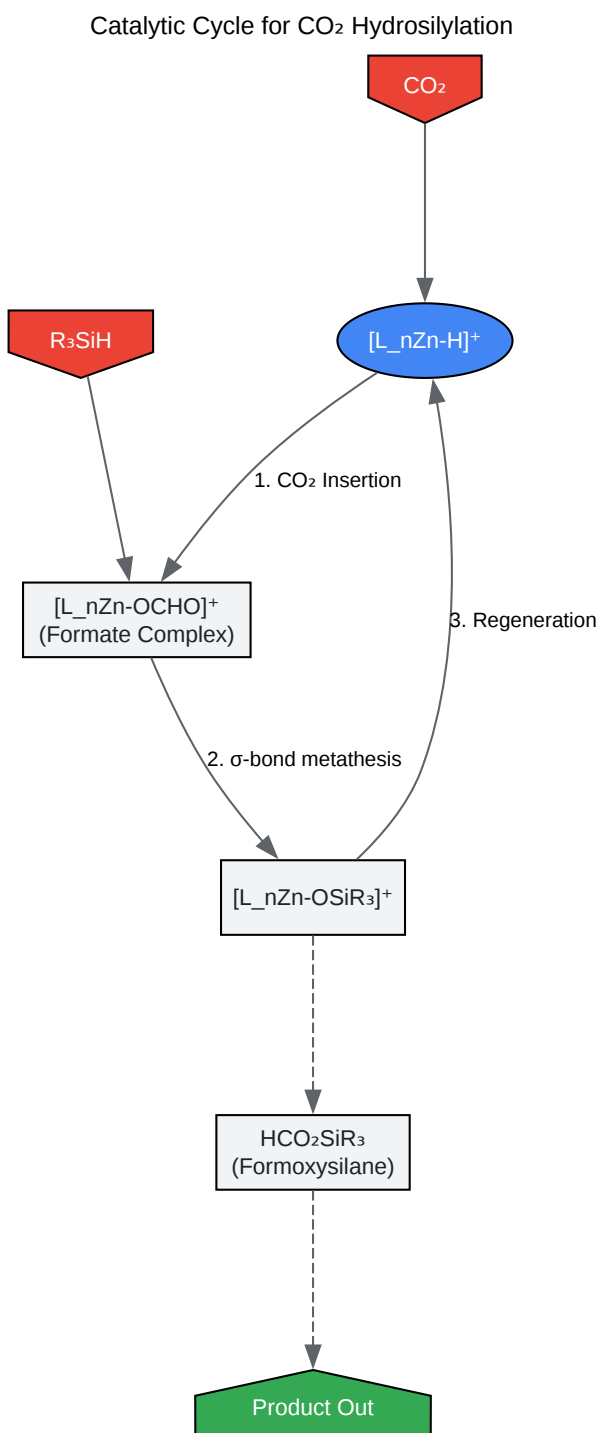 Catalytic Cycle for CO₂ Hydrosilylation
CO₂
R₃SiH
[L_nZn-H]⁺
1. CO₂ Insertion
[L_nZn-OCHO]⁺
(Formate Complex)
3. Regeneration
2. σ-bond metathesis
[L_nZn-OSiR₃]⁺
HCO₂SiR₃
(Formoxysilane)
Product Out